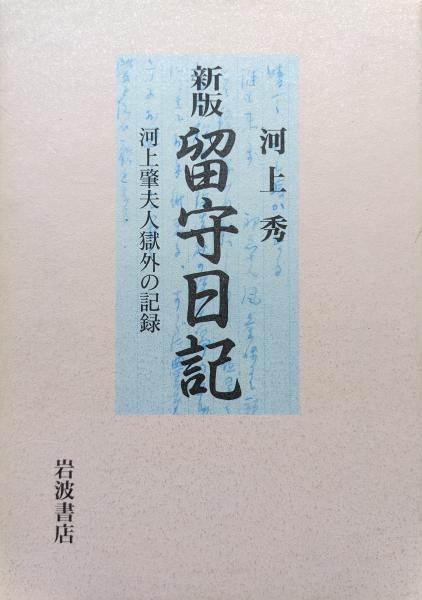 河上秀
新版 留守日記
河上肇夫人獄外の記録
岩波書店